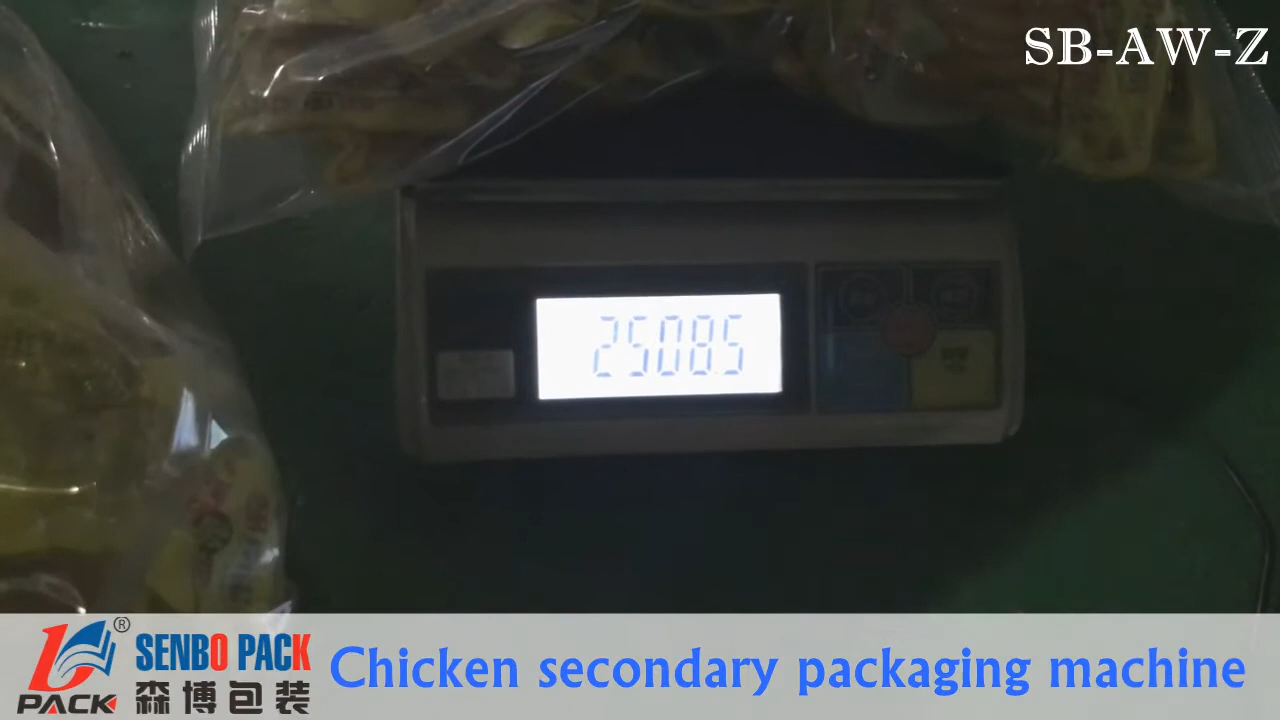 SB-AW-Z
2508.5
®
SENBO PACK
PACK
森博包装
Chicken secondary packaging machine